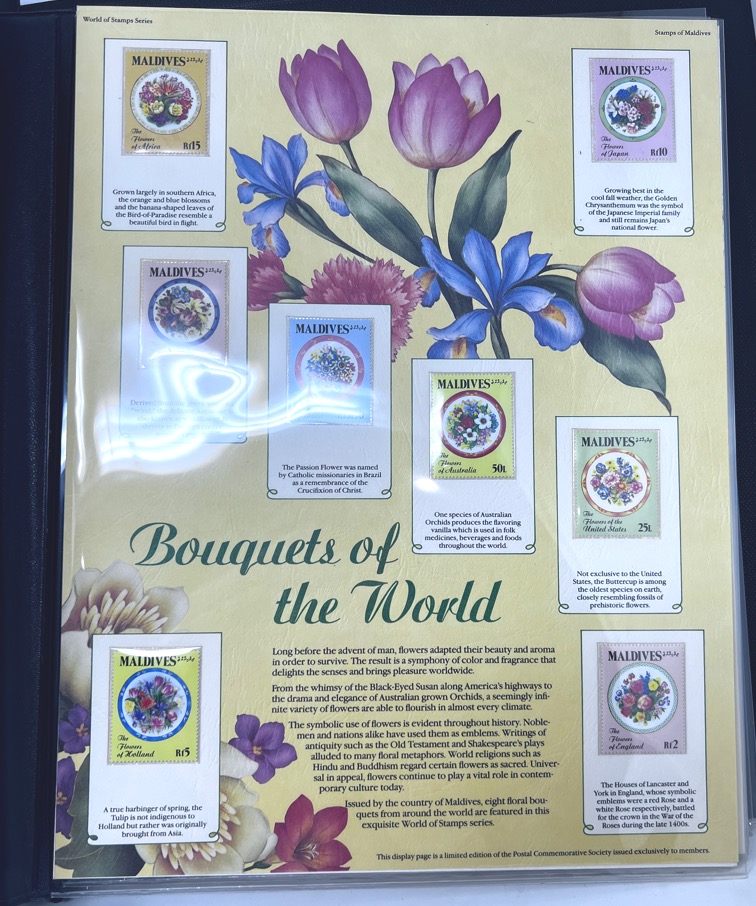 World of Stamps Series
Stamps of Maldives
MALDIVES
The
Flowers
of Africa
Rf15
Grown largely in southern Africa,
the orange and blue blossoms
and the banana-shaped leaves of
the Bird-of-Paradise resemble a
beautiful bird in flight.
MALDIVES
The
Flowers
of Japan
Rf10
Growing best in the
cool fall weather, the Golden
Chrysanthemum was the symbol
of the Japanese Imperial family
and still remains Japan's
national flower.
MALDIVES
MALDIVES
The Passion Flower was named
by Catholic missionaries in Brazil
as a remembrance of the
Crucifixion of Christ.
MALDIVES
The
Flowers
of Australia
50L
One species of Australian
Orchids produces the flavoring
vanilla which is used in folk
medicines, beverages and foods
throughout the world.
MALDIVES
The
Flowers of the
United States
25L
Not exclusive to the United
States, the Buttercup is among
the oldest species on earth,
closely resembling fossils of
prehistoric flowers.
Bouquets of
the World
Long before the advent of man, flowers adapted their beauty and aroma
in order to survive. The result is a symphony of color and fragrance that
delights the senses and brings pleasure worldwide.
From the whimsy of the Black-Eyed Susan along America's highways to
the drama and elegance of Australian grown Orchids, a seemingly infi-
nite variety of flowers are able to flourish in almost every climate.
The symbolic use of flowers is evident throughout history. Noble-
men and nations alike have used them as emblems. Writings of
antiquity such as the Old Testament and Shakespeare's plays
alluded to many floral metaphors. World religions such as
Hindu and Buddhism regard certain flowers as sacred. Univer-
sal in appeal, flowers continue to play a vital role in contem-
porary culture today.
Issued by the country of Maldives, eight floral bou-
quets from around the world are featured in this
exquisite World of Stamps series.
MALDIVES
The
Flowers
of Holland
Rf5
A true harbinger of spring, the
Tulip is not indigenous to
Holland but rather was originally
brought from Asia.
MALDIVES
The
Flowers
of England
Rf2
The Houses of Lancaster and
York in England, whose symbolic
emblems were a red Rose and a
white Rose respectively, battled
for the crown in the War of the
Roses during the late 1400s.
This display page is a limited edition of the Postal Commemorative Society issued exclusively to members.